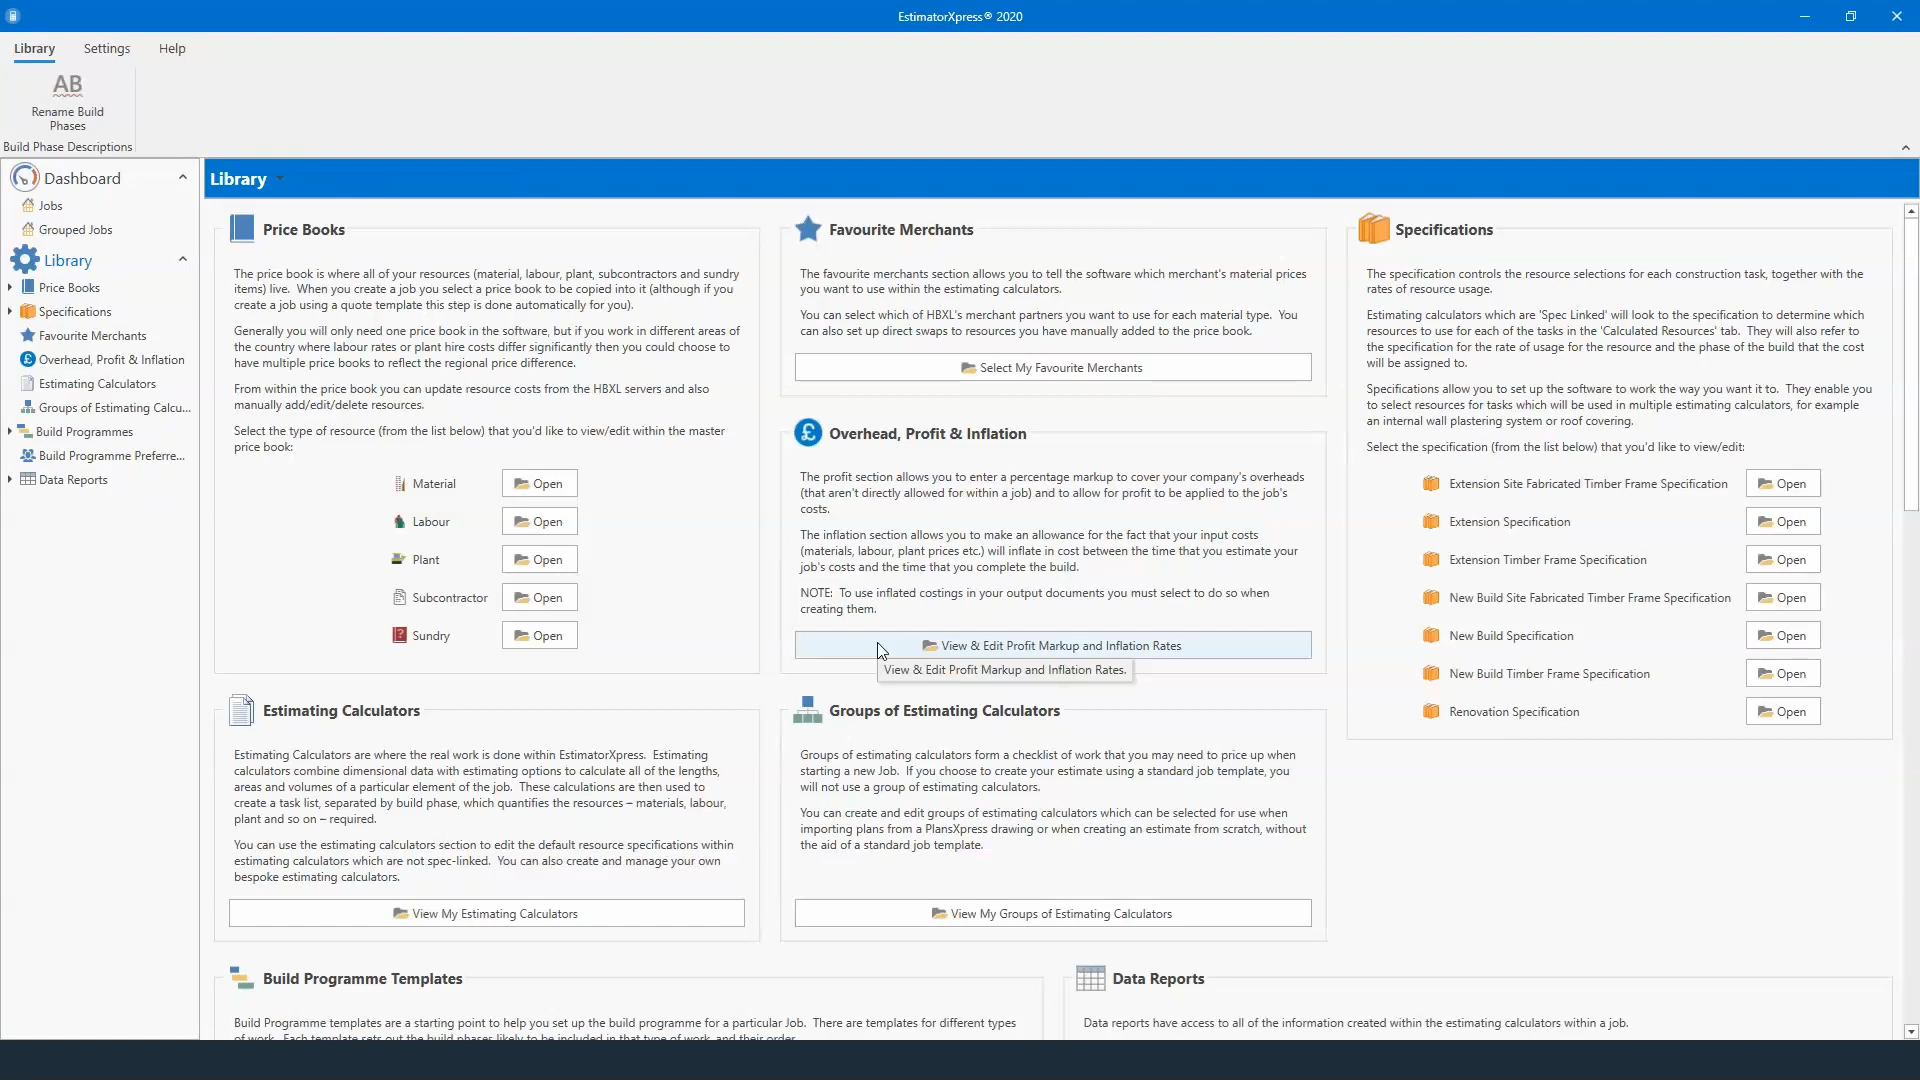 EstimatorXpress® 2020
Library Settings Help
AB
Rename Build
Phases
Build Phase Descriptions
Dashboard
Jobs
Grouped Jobs
Library
Price Books
Specifications
Favourite Merchants
Overhead, Profit & Inflation
Estimating Calculators
Groups of Estimating Calcu...
Build Programmes
Build Programme Preferre...
Data Reports
Library
Price Books
The price book is where all of your resources (material, labour, plant, subcontractors and sundry
items) live. When you create a job you select a price book to be copied into it (although if you
create a job using a quote template this step is done automatically for you).
Generally you will only need one price book in the software, but if you work in different areas of
the country where labour rates or plant hire costs differ significantly then you could choose to
have multiple price books to reflect the regional price difference.
From within the price book you can update resource costs from the HBXL servers and also
manually add/edit/delete resources.
Select the type of resource (from the list below) that you'd like to view/edit within the master
price book:
Material Open
Labour Open
Plant Open
Subcontractor Open
Sundry Open
Favourite Merchants
The favourite merchants section allows you to tell the software which merchant's material prices
you want to use within the estimating calculators.
You can select which of HBXL's merchant partners you want to use for each material type. You
can also set up direct swaps to resources you have manually added to the price book.
Select My Favourite Merchants
Overhead, Profit & Inflation
The profit section allows you to enter a percentage markup to cover your company's overheads
(that aren't directly allowed for within a job) and to allow for profit to be applied to the job's
costs.
The inflation section allows you to make an allowance for the fact that your input costs
(materials, labour, plant prices etc.) will inflate in cost between the time that you estimate your
job's costs and the time that you complete the build.
NOTE: To use inflated costings in your output documents you must select to do so when
creating them.
View & Edit Profit Markup and Inflation Rates
View & Edit Profit Markup and Inflation Rates.
Specifications
The specification controls the resource selections for each construction task, together with the
rates of resource usage.
Estimating calculators which are 'Spec Linked' will look to the specification to determine which
resources to use for each of the tasks in the 'Calculated Resources' tab. They will also refer to
the specification for the rate of usage for the resource and the phase of the build that the cost
will be assigned to.
Specifications allow you to set up the software to work the way you want it to. They enable you
to select resources for tasks which will be used in multiple estimating calculators, for example
an internal wall plastering system or roof covering.
Select the specification (from the list below) that you'd like to view/edit:
Extension Site Fabricated Timber Frame Specification Open
Extension Specification Open
Extension Timber Frame Specification Open
New Build Site Fabricated Timber Frame Specification Open
New Build Specification Open
New Build Timber Frame Specification Open
Renovation Specification Open
Estimating Calculators
Estimating Calculators are where the real work is done within EstimatorXpress. Estimating
calculators combine dimensional data with estimating options to calculate all of the lengths,
areas and volumes of a particular element of the job. These calculations are then used to
create a task list, separated by build phase, which quantifies the resources – materials, labour,
plant and so on – required.
You can use the estimating calculators section to edit the default resource specifications within
estimating calculators which are not spec-linked. You can also create and manage your own
bespoke estimating calculators.
View My Estimating Calculators
Groups of Estimating Calculators
Groups of estimating calculators form a checklist of work that you may need to price up when
starting a new Job. If you choose to create your estimate using a standard job template, you
will not use a group of estimating calculators.
You can create and edit groups of estimating calculators which can be selected for use when
importing plans from a PlansXpress drawing or when creating an estimate from scratch, without
the aid of a standard job template.
View My Groups of Estimating Calculators
Build Programme Templates
Build Programme templates are a starting point to help you set up the build programme for a particular Job. There are templates for different types
of work. Each template sets out the build phases likely to be included in that type of work, and their order.
Data Reports
Data reports have access to all of the information created within the estimating calculators within a job.